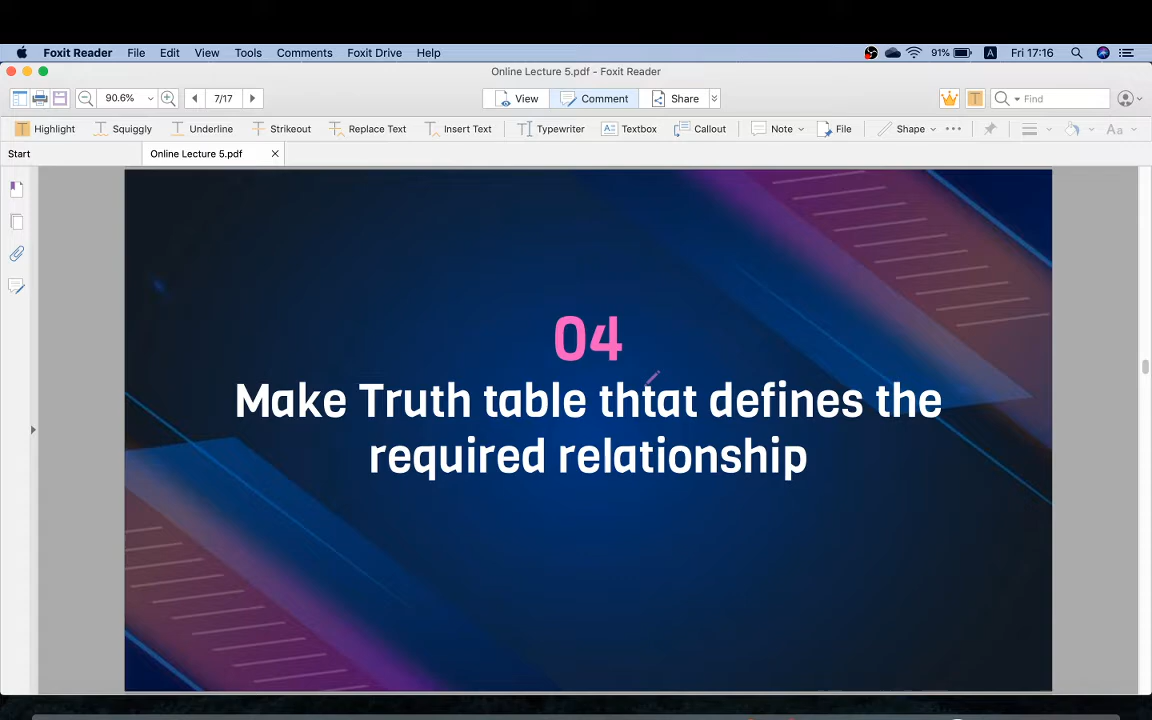 Foxit Reader File Edit View Tools Comments Foxit Drive Help 91% A Fri 17:16
Online Lecture 5.pdf - Foxit Reader
90.6% 7/17 View Comment Share T Find
T Highlight T Squiggly T Underline T Strikeout T Replace Text T Insert Text T Typewriter A Textbox Callout Note File Shape ••• Aa
Start Online Lecture 5.pdf
04
Make Truth table thtat defines the
required relationship